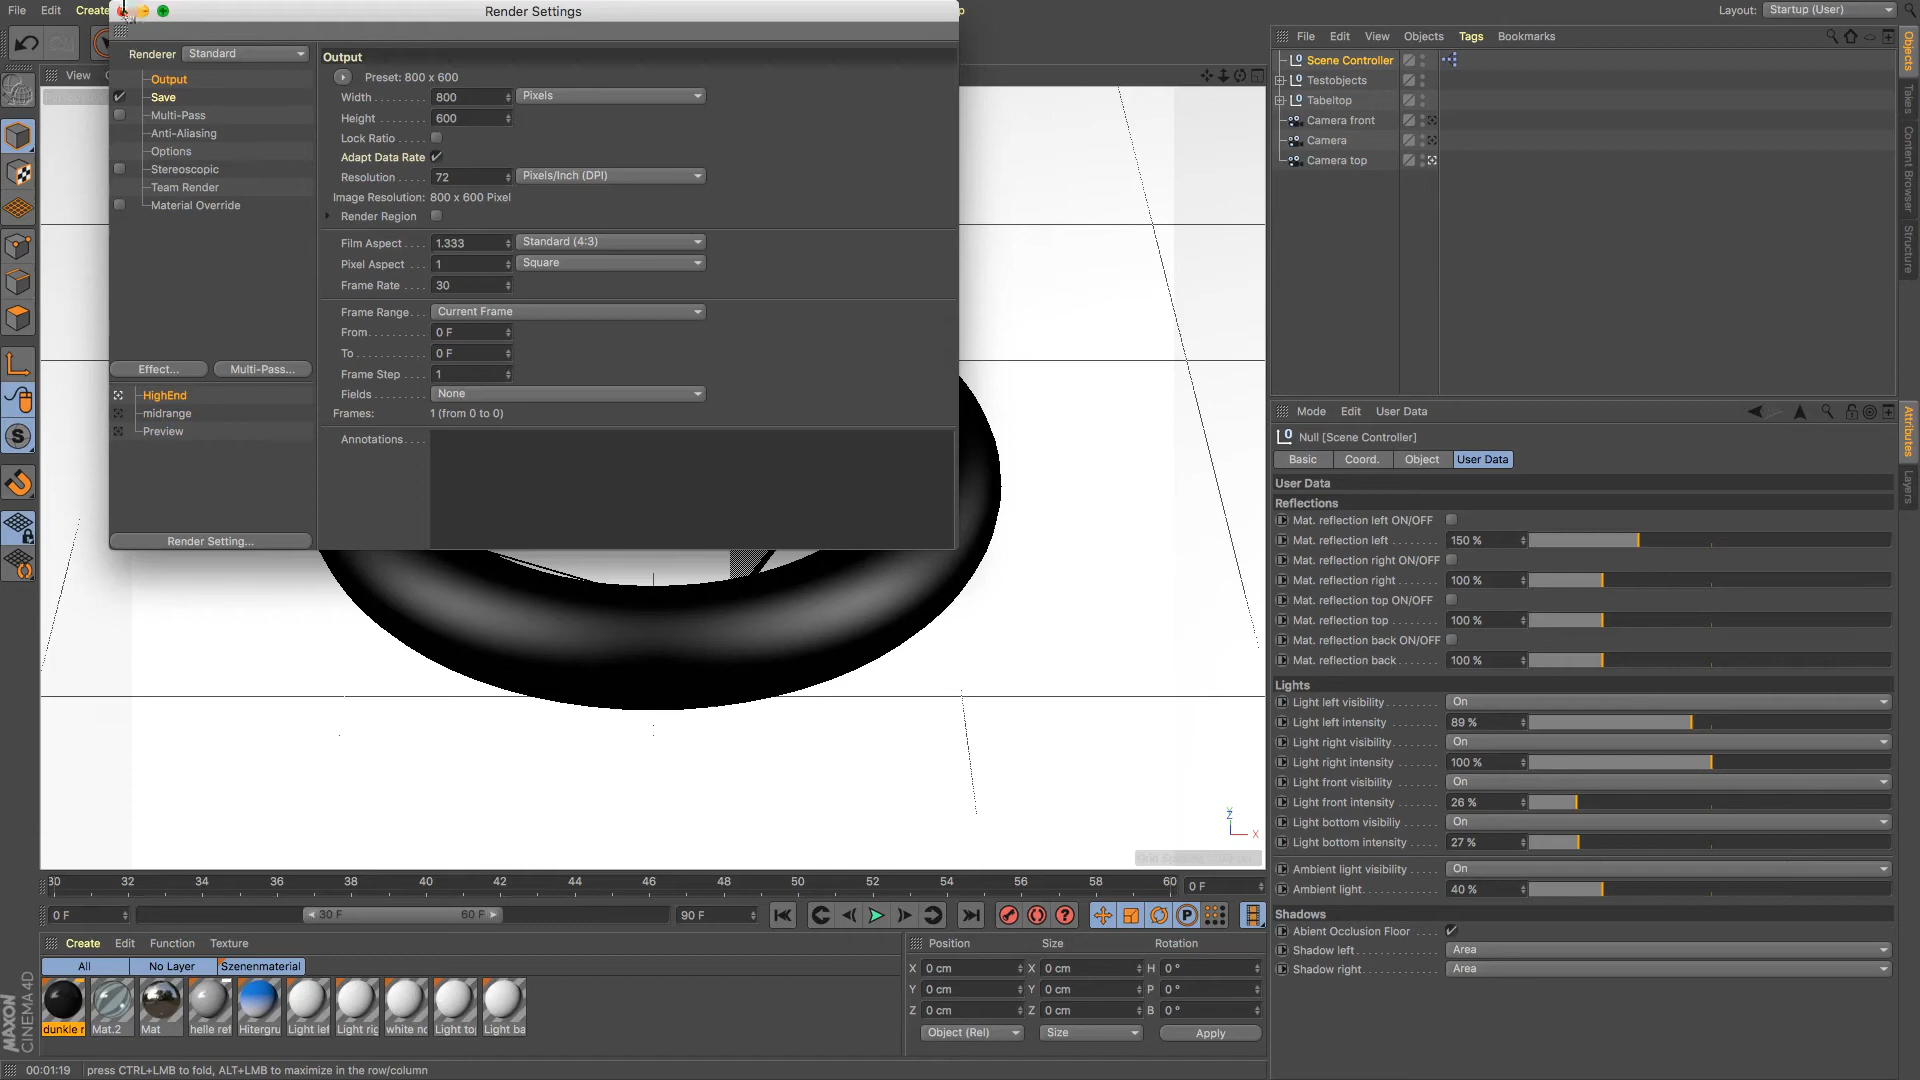 File Edit Create
Render Settings
Layout: Startup (User)
Renderer Standard
Output
Save
Multi-Pass
Anti-Aliasing
Options
Stereoscopic
Team Render
Material Override
Effect... Multi-Pass...
HighEnd
midrange
Preview
Render Setting...
Output
Preset: 800 x 600
Width 800 Pixels
Height 600
Lock Ratio
Adapt Data Rate
Resolution 72 Pixels/Inch (DPI)
Image Resolution: 800 x 600 Pixel
Render Region
Film Aspect 1.333 Standard (4:3)
Pixel Aspect 1 Square
Frame Rate 30
Frame Range Current Frame
From 0 F
To 0 F
Frame Step 1
Fields None
Frames: 1 (from 0 to 0)
Annotations
View
File Edit View Objects Tags Bookmarks
Scene Controller
Testobjects
Tabeltop
Camera front
Camera
Camera top
Objects
Takes
Content Browser
Structure
Mode Edit User Data
Null [Scene Controller]
Basic Coord. Object User Data
User Data
Reflections
Mat. reflection left ON/OFF
Mat. reflection left 150 %
Mat. reflection right ON/OFF
Mat. reflection right 100 %
Mat. reflection top ON/OFF
Mat. reflection top 100 %
Mat. reflection back ON/OFF
Mat. reflection back 100 %
Lights
Light left visibility On
Light left intensity 89 %
Light right visibility On
Light right intensity 100 %
Light front visibility On
Light front intensity 26 %
Light bottom visibiliy On
Light bottom intensity 27 %
Ambient light visibility On
Ambient light 40 %
Shadows
Abient Occlusion Floor
Shadow left Area
Shadow right Area
Attributes
Layers
Z
X
30 32 34 36 38 40 42 44 46 48 50 52 54 56 58 60 0 F
0 F 30 F 60 F 90 F
Create Edit Function Texture
All No Layer Szenenmaterial
dunkle r Mat.2 Mat helle ref Hitergru Light lef Light rig white no Light to Light ba
Position Size Rotation
X 0 cm X 0 cm H 0 °
Y 0 cm Y 0 cm P 0 °
Z 0 cm Z 0 cm B 0 °
Object (Rel) Size Apply
MAXON
CINEMA 4D
00:01:19 press CTRL+LMB to fold, ALT+LMB to maximize in the row/column